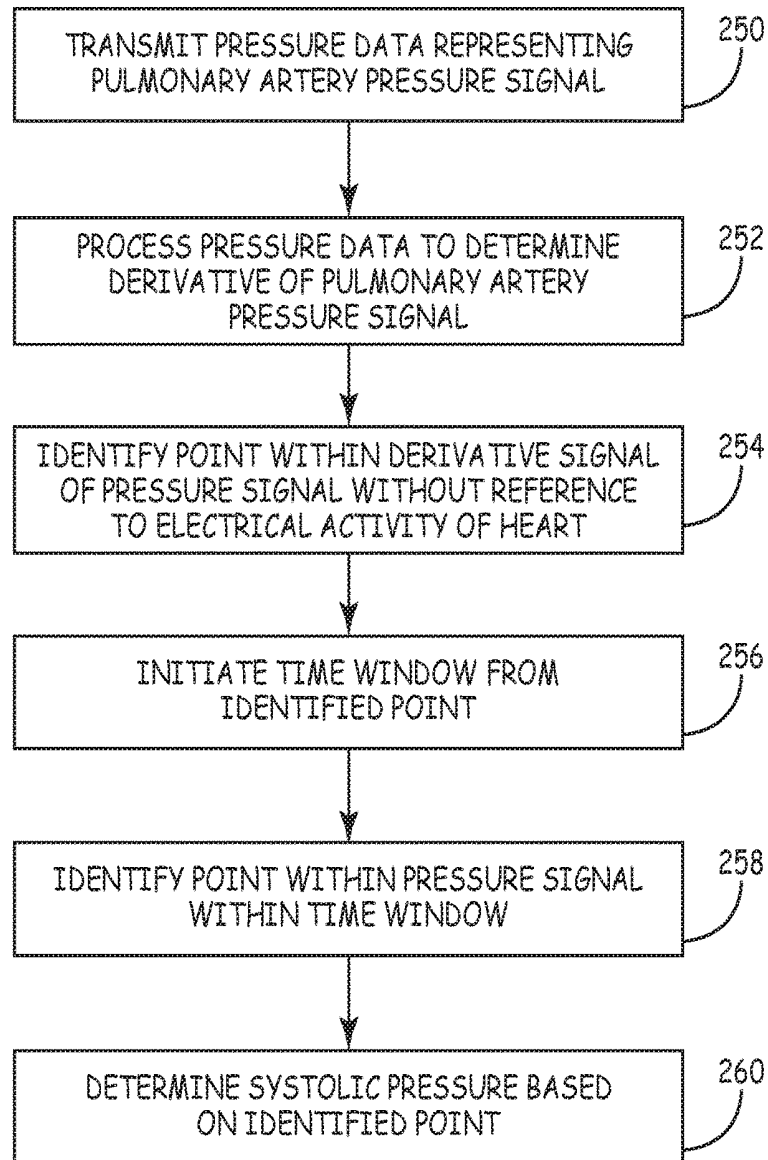 TRANSMIT PRESSURE DATA REPRESENTING
PULMONARY ARTERY PRESSURE SIGNAL
250
PROCESS PRESSURE DATA TO DETERMINE
DERIVATIVE OF PULMONARY ARTERY
PRESSURE SIGNAL
252
IDENTIFY POINT WITHIN DERIVATIVE SIGNAL
OF PRESSURE SIGNAL WITHOUT REFERENCE
TO ELECTRICAL ACTIVITY OF HEART
254
INITIATE TIME WINDOW FROM
IDENTIFIED POINT
256
IDENTIFY POINT WITHIN PRESSURE SIGNAL
WITHIN TIME WINDOW
258
DETERMINE SYSTOLIC PRESSURE BASED
ON IDENTIFIED POINT
260